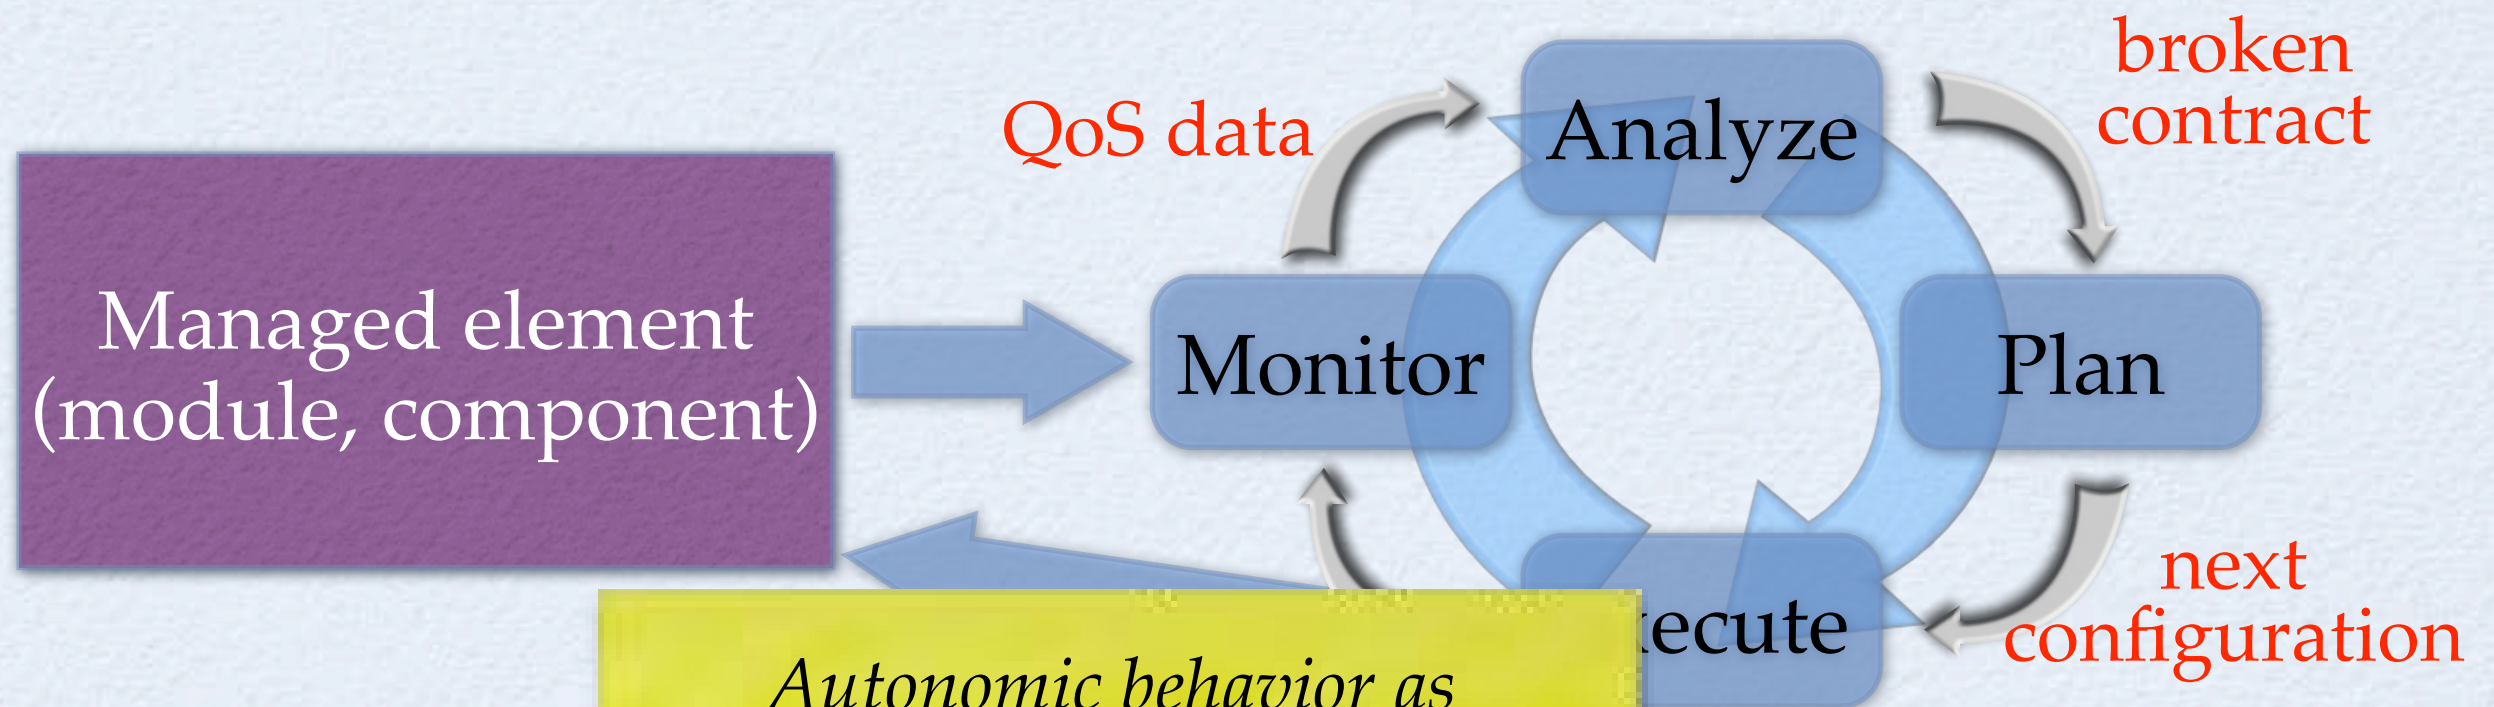 broken
contract
QoS data
Analyze
Managed element
(module, component)
Monitor
Plan
next
configuration
ecute
Autonomic behavior as